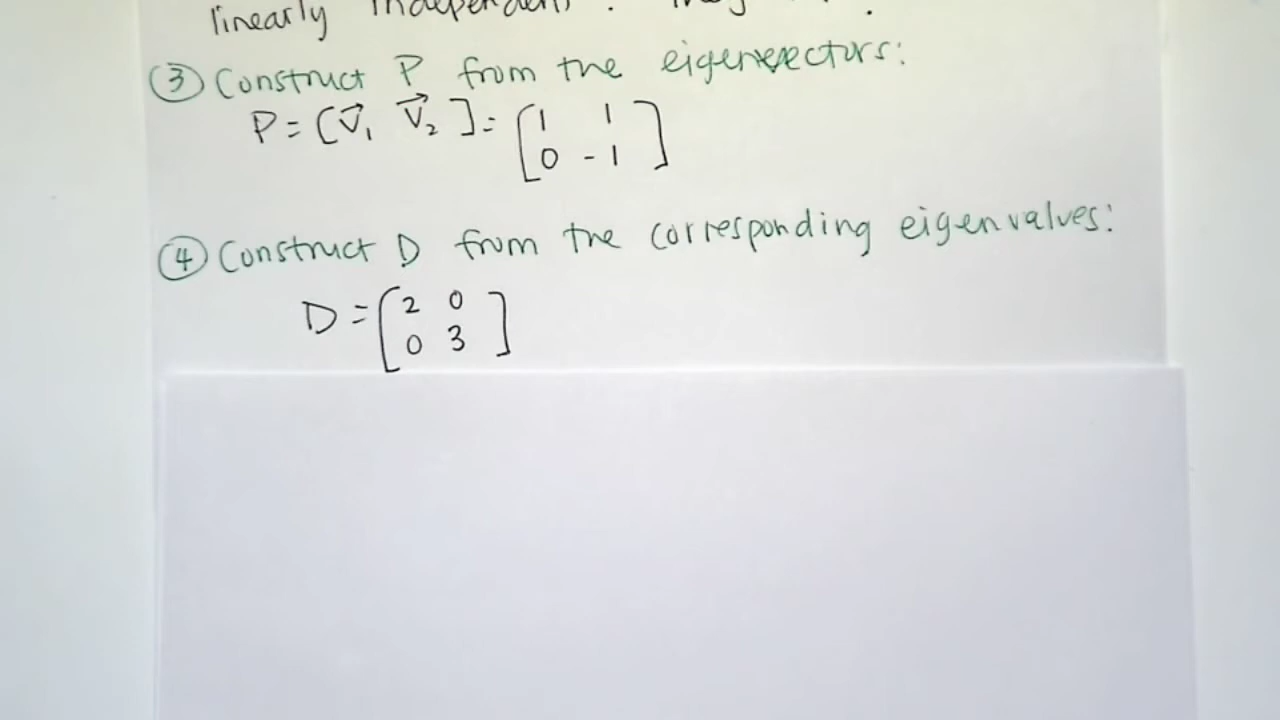 linearly independent
③ Construct P from the eigenvectors:
P = [v⃗₁ v⃗₂] = [1 1
0 -1]
④ Construct D from the corresponding eigenvalues:
D = [2 0
0 3]